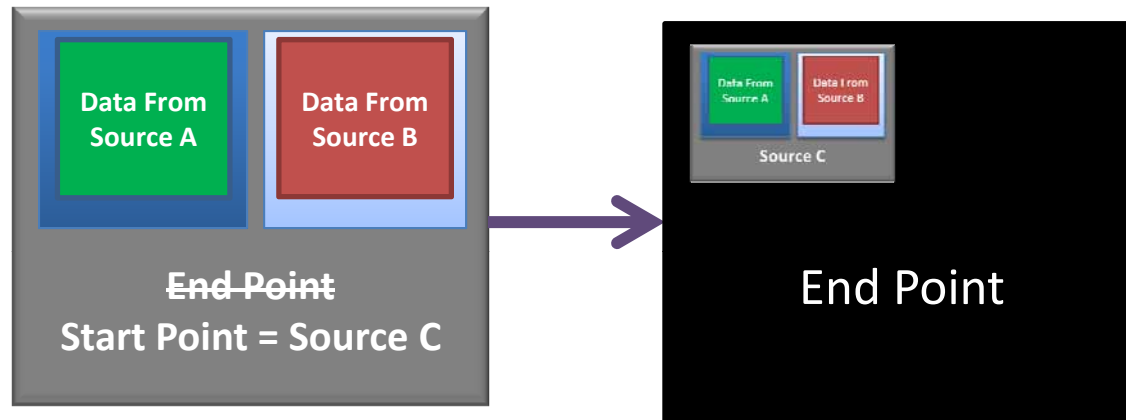 Data From
Source A
Data From
Source B
End Point
Start Point = Source C
Data From
Source A
Data From
Source B
Source C
End Point